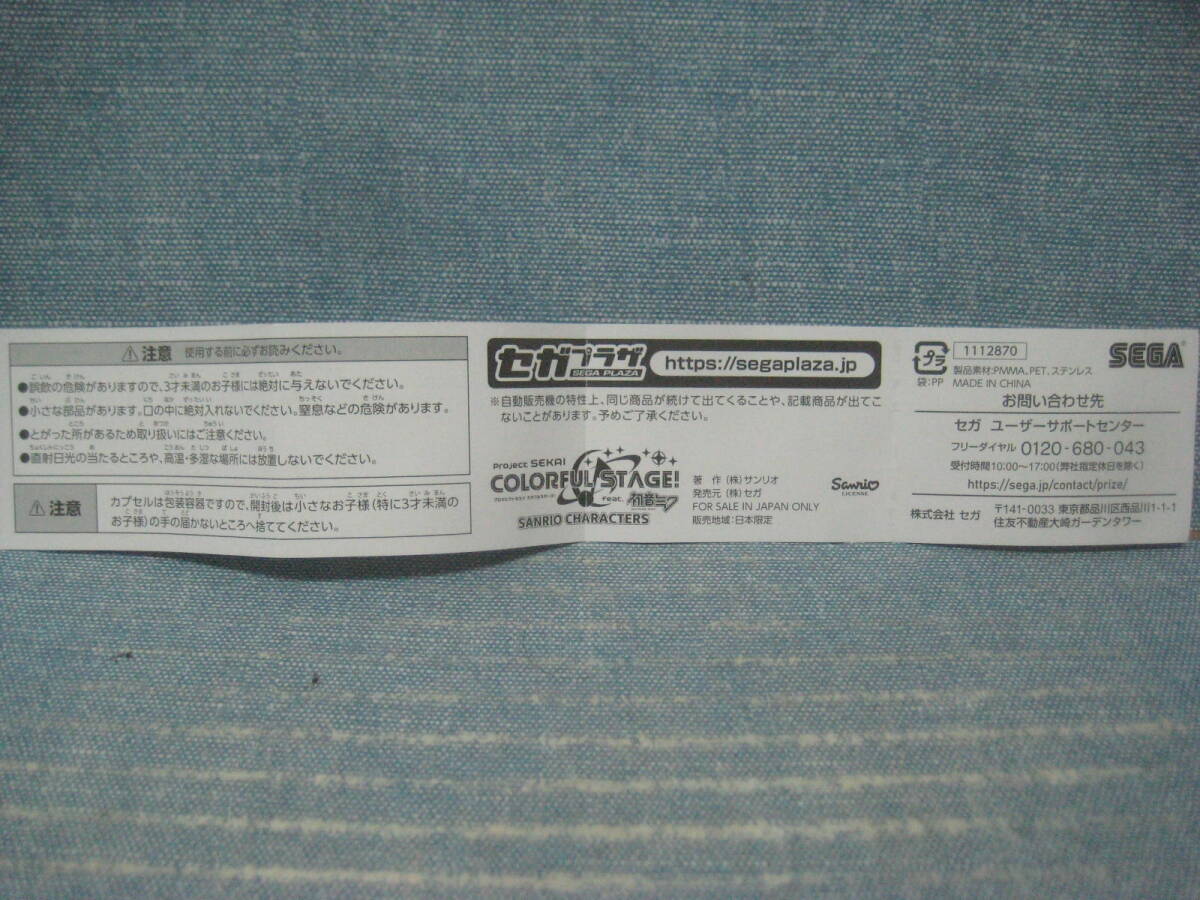 ⚠注意 使用する前に必ずお読みください。
●誤飲の危険がありますので、3才未満のお子様には絶対に与えないでください。
●小さな部品があります。口の中に絶対入れないでください。窒息などの危険があります。
●とがった所があるため取り扱いにはご注意ください。
●直射日光の当たるところや、高温・多湿な場所には放置しないでください。
⚠注意
カプセルは包装容器ですので、開封後は小さなお子様(特に3才未満の
お子様)の手の届かないところへ捨ててください。
セガプラザ
SEGA PLAZA
https://segaplaza.jp
※自動販売機の特性上、同じ商品が続けて出てくることや、記載商品が出てこ
ないことがあります。予めご了承ください。
Project SEKAI
COLORFUL STAGE!
feat. 初音ミク
SANRIO CHARACTERS
著 作 (株)サンリオ
発売元 (株)セガ
FOR SALE IN JAPAN ONLY
販売地域:日本限定
Sanrio
LICENSE
プラ
袋:PP
1112870
製品素材:PMMA、PET、ステンレス
MADE IN CHINA
SEGA
お問い合わせ先
セガ ユーザーサポートセンター
フリーダイヤル 0120-680-043
受付時間10:00~17:00(弊社指定休日を除く)
https://sega.jp/contact/prize/
株式会社 セガ 〒141-0033 東京都品川区西品川1-1-1
住友不動産大崎ガーデンタワー